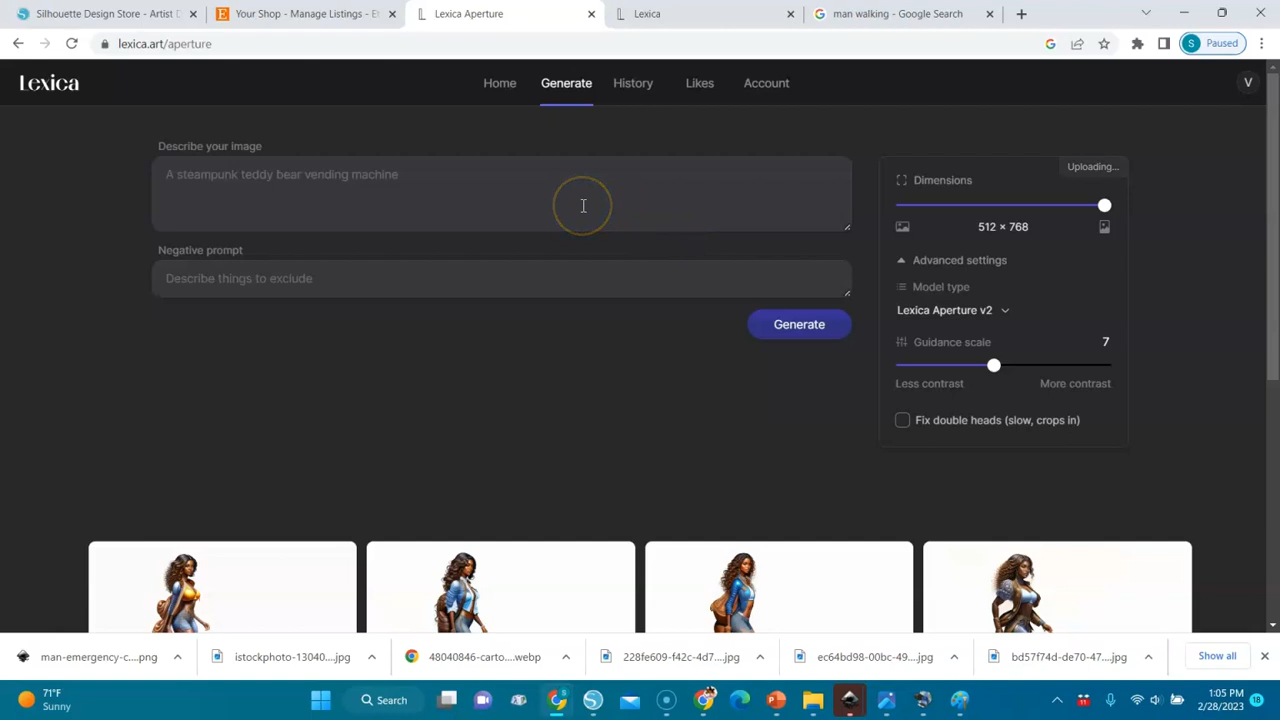 Silhouette Design Store - Artist D
Your Shop - Manage Listings - Et
Lexica Aperture
Lexica
man walking - Google Search
lexica.art/aperture
S
Paused
Lexica
Home
Generate
History
Likes
Account
V
Describe your image
A steampunk teddy bear vending machine
Uploading...
Dimensions
512 × 768
Negative prompt
Describe things to exclude
Advanced settings
Model type
Lexica Aperture v2
Generate
Guidance scale
7
Less contrast
More contrast
Fix double heads (slow, crops in)
man-emergency-c....png
istockphoto-13040....jpg
48040846-carto....webp
228fe609-f42c-4d7....jpg
ec64bd98-00bc-49....jpg
bd57f74d-de70-47....jpg
Show all
71°F
Sunny
Search
1:05 PM
2/28/2023
18